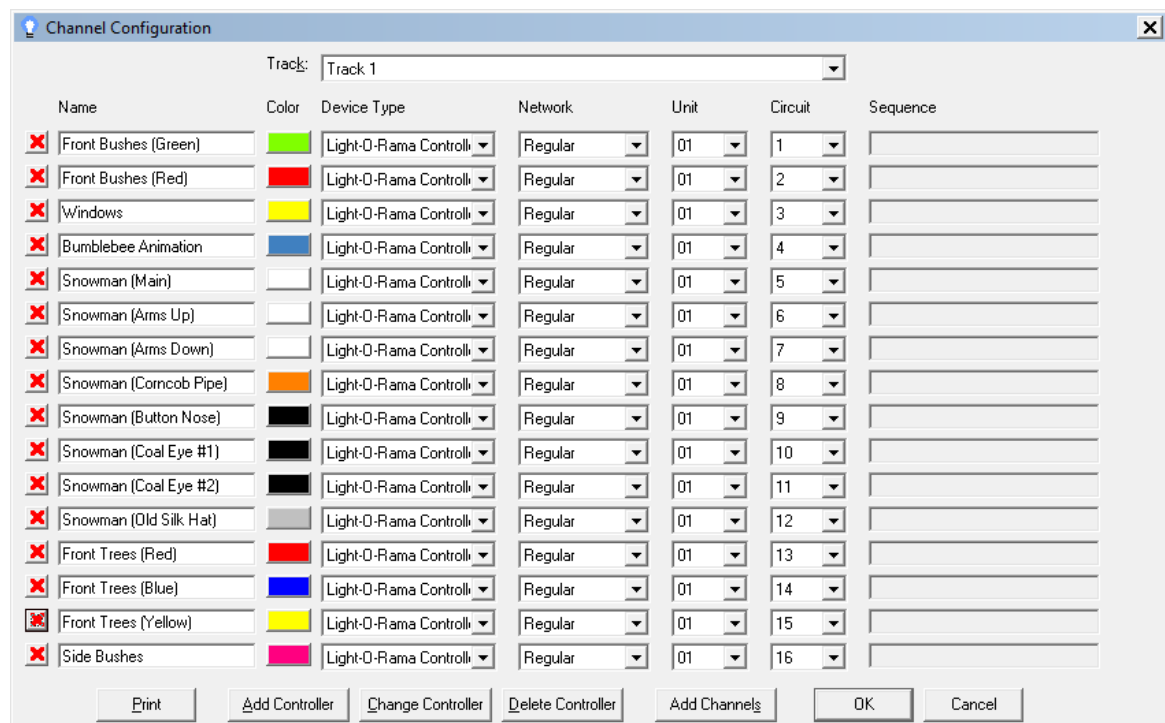 Channel Configuration
Track: Track 1
Name Color Device Type Network Unit Circuit Sequence
Front Bushes (Green) Light-O-Rama Controll Regular 01 1
Front Bushes (Red) Light-O-Rama Controll Regular 01 2
Windows Light-O-Rama Controll Regular 01 3
Bumblebee Animation Light-O-Rama Controll Regular 01 4
Snowman (Main) Light-O-Rama Controll Regular 01 5
Snowman (Arms Up) Light-O-Rama Controll Regular 01 6
Snowman (Arms Down) Light-O-Rama Controll Regular 01 7
Snowman (Corncob Pipe) Light-O-Rama Controll Regular 01 8
Snowman (Button Nose) Light-O-Rama Controll Regular 01 9
Snowman (Coal Eye #1) Light-O-Rama Controll Regular 01 10
Snowman (Coal Eye #2) Light-O-Rama Controll Regular 01 11
Snowman (Old Silk Hat) Light-O-Rama Controll Regular 01 12
Front Trees (Red) Light-O-Rama Controll Regular 01 13
Front Trees (Blue) Light-O-Rama Controll Regular 01 14
Front Trees (Yellow) Light-O-Rama Controll Regular 01 15
Side Bushes Light-O-Rama Controll Regular 01 16
Print Add Controller Change Controller Delete Controller Add Channels OK Cancel